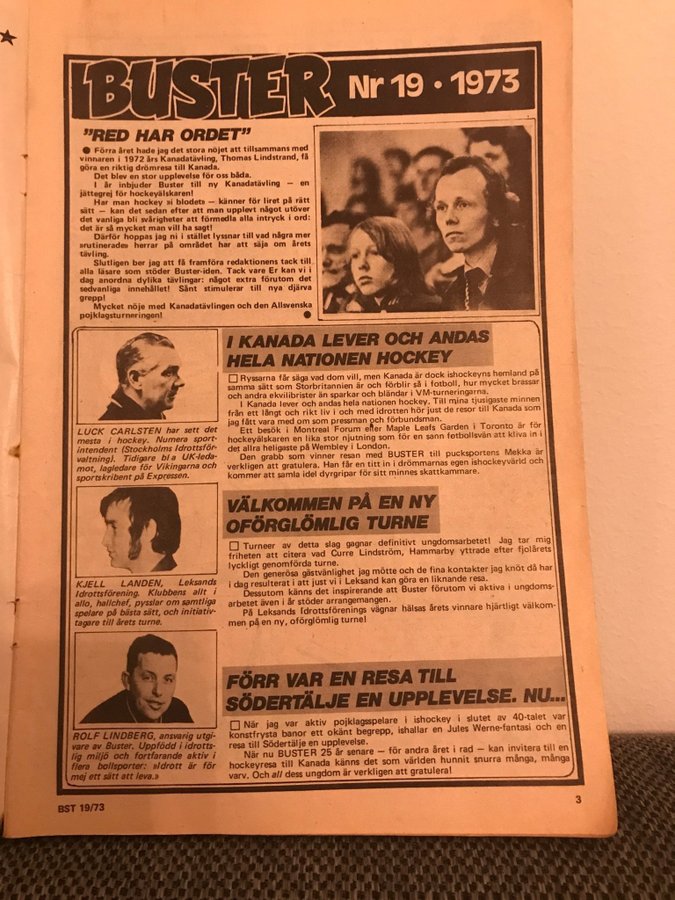 BUSTER Nr 19 • 1973
"RED HAR ORDET"
● Förra året hade jag det stora nöjet att tillsammans med
vinnaren i 1972 års Kanadatävling, Thomas Lindstrand, få
göra en riktig drömresa till Kanada.
Det blev en stor upplevelse för oss båda.
I år inbjuder Buster till ny Kanadatävling — en
jättegrej för hockeyälskaren!
Har man hockey »i blodet» — känner för liret på rätt
sätt — kan det sedan efter att man upplevt något utöver
det vanliga bli svårigheter att förmedla alla intryck i ord:
det är så mycket man vill ha sagt!
Därför hoppas jag ni i stället lyssnar till vad några mer
»rutinerade» herrar på området har att säja om årets
tävling.
Slutligen ber jag att få framföra redaktionens tack till
alla läsare som stöder Buster-iden. Tack vare Er kan vi i
dag anordna dylika tävlingar: något extra förutom det
sedvanliga innehållet! Sånt stimulerar till nya djärva
grepp!
Mycket nöje med Kanadatävlingen och den Allsvenska
pojklagsturneringen! ●
I KANADA LEVER OCH ANDAS
HELA NATIONEN HOCKEY
□ Ryssarna får säga vad dom vill, men Kanada är dock ishockeyns hemland på
samma sätt som Storbritannien är och förblir så i fotboll, hur mycket brassar
och andra ekvilibrister än sparkar och bländar i VM-turneringarna.
I Kanada lever och andas hela nationen hockey. Till mina tjusigaste minnen
från ett långt och rikt liv i och med idrotten hör just de resor till Kanada som
jag fått vara med om som pressman och förbundsman.
Ett besök i Montreal Forum eller Maple Leafs Garden i Toronto är för
hockeyälskaren en lika stor njutning som för en sann fotbollsvän att kliva in i
det allra heligaste på Wembley i London.
Den grabb som vinner resan med BUSTER till pucksportens Mekka är
verkligen att gratulera. Han får en titt in i drömmarnas egen ishockeyvärld och
kommer att samla idel dyrgripar för sitt minnes skattkammare.
LUCK CARLSTEN har sett det
mesta i hockey. Numera sport-
intendent (Stockholms Idrottsför-
valtning). Tidigare bl a UK-leda-
mot, lagledare för Vikingarna och
sportskribent på Expressen.
VÄLKOMMEN PÅ EN NY
OFÖRGLÖMLIG TURNE
□ Turneer av detta slag gagnar definitivt ungdomsarbetet! Jag tar mig
friheten att citera vad Curre Lindström, Hammarby yttrade efter fjolårets
lyckligt genomförda turne.
Den generösa gästvänlighet jag mötte och de fina kontakter jag knöt då har
i dag resulterat i att just vi i Leksand kan göra en liknande resa.
Dessutom känns det inspirerande att Buster förutom vi aktiva i ungdoms-
arbetet även i år stöder arrangemangen.
På Leksands Idrottsförenings vägnar hälsas årets vinnare hjärtligt välkom-
men på en ny, oförglömlig turne!
KJELL LANDEN, Leksands
Idrottsförening. Klubbens allt i
allo, hallchef, pysslar om samtliga
spelare på bästa sätt, och initiativ-
tagare till årets turne.
FÖRR VAR EN RESA TILL
SÖDERTÄLJE EN UPPLEVELSE. NU...
□ När jag var aktiv pojklagsspelare i ishockey i slutet av 40-talet var
konstfrysta banor ett okänt begrepp, ishallar en Jules Werne-fantasi och en
resa till Södertälje en upplevelse.
När nu BUSTER 25 år senare — för andra året i rad — kan invitera till en
hockeyresa till Kanada känns det som världen hunnit snurra många, många
varv. Och all dess ungdom är verkligen att gratulera!
ROLF LINDBERG, ansvarig utgi-
vare av Buster. Uppfödd i idrotts-
lig miljö och fortfarande aktiv i
flera bollsporter: »Idrott är för
mej ett sätt att leva.»
BST 19/73
3